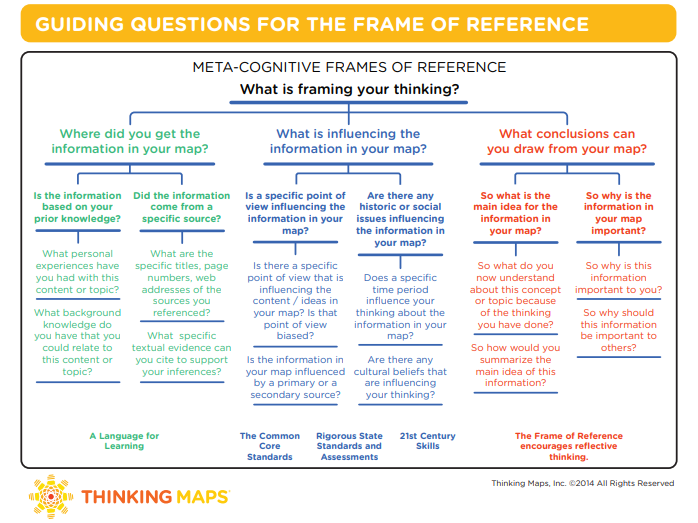 GUIDING QUESTIONS FOR THE FRAME OF REFERENCE
META-COGNITIVE FRAMES OF REFERENCE
What is framing your thinking?
Where did you get the
information in your map?
Is the information
based on your
prior knowledge?
What personal
experiences have
you had with this
content or topic?
What background
knowledge do
you have that you
could relate to
this content or
topic?
Did the information
come from a
specific source?
What are the
specific titles, page
numbers, web
addresses of the
sources you
referenced?
What specific
textual evidence can
you cite to support
your inferences?
What is influencing the
information in your map?
Is a specific point of
view influencing the
information in your
map?
Is there a specific
point of view that is
influencing the
content / ideas in
your map? Is that
point of view
biased?
Is the information in
your map influenced
by a primary or a
secondary source?
Are there any
historic or social
issues influencing
the information in
your map?
Does a specific
time period
influence your
thinking about the
information in your
map?
Are there any
cultural beliefs that
are influencing
your thinking?
What conclusions can
you draw from your map?
So what is the
main idea for the
information in
your map?
So what do you
now understand
about this concept
or topic because
of the thinking
you have done?
So how would you
summarize the
main idea of this
information?
So why is the
information in
your map
important?
So why is this
information
important to you?
So why should
this information
be important to
others?
A Language for
Learning
The Common
Core
Standards
Rigorous State
Standards and
Assessments
21st Century
Skills
The Frame of Reference
encourages reflective
thinking.
THINKING MAPS
Thinking Maps, Inc. ©2014 All Rights Reserved